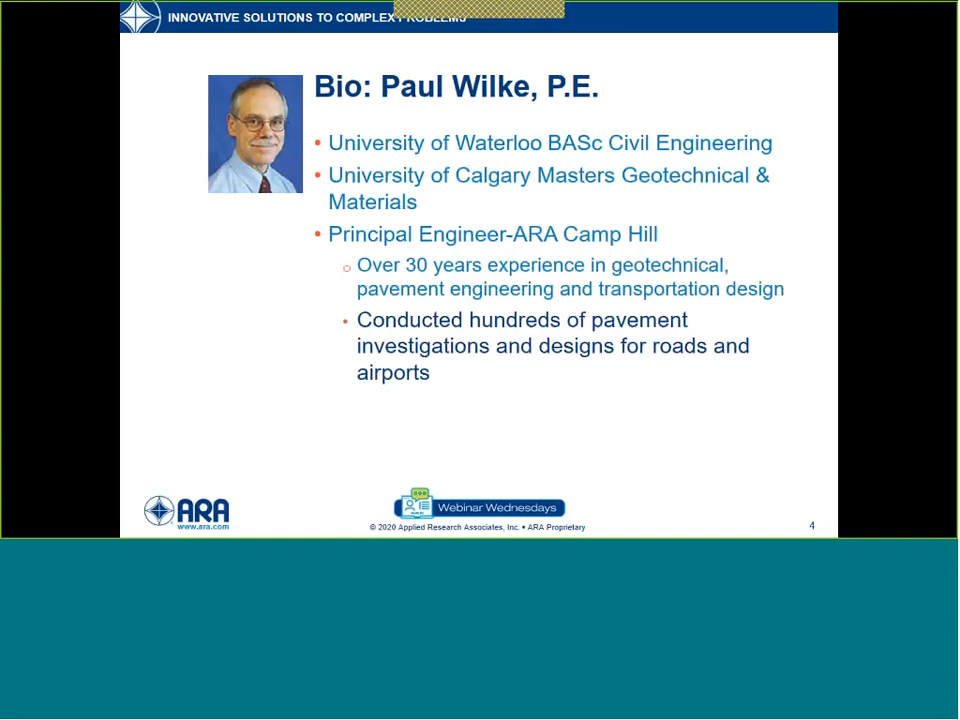 INNOVATIVE SOLUTIONS TO COMPLEX PROBLEMS
Bio: Paul Wilke, P.E.
• University of Waterloo BASc Civil Engineering
• University of Calgary Masters Geotechnical &
Materials
• Principal Engineer-ARA Camp Hill
o Over 30 years experience in geotechnical,
pavement engineering and transportation design
• Conducted hundreds of pavement
investigations and designs for roads and
airports
ARA
www.ara.com
Webinar Wednesdays
© 2020 Applied Research Associates, Inc. • ARA Proprietary
4